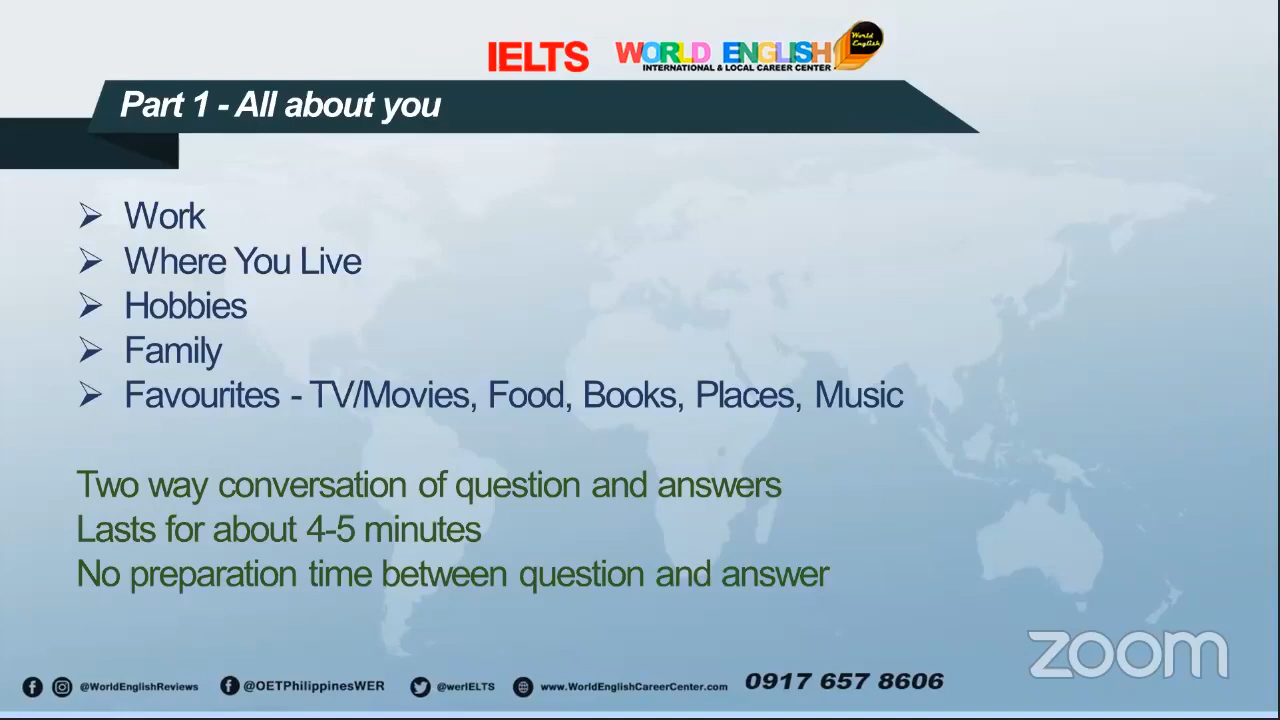 IELTS WORLD ENGLISH World English
INTERNATIONAL & LOCAL CAREER CENTER
Part 1 - All about you
Work
Where You Live
Hobbies
Family
Favourites - TV/Movies, Food, Books, Places, Music
Two way conversation of question and answers
Lasts for about 4-5 minutes
No preparation time between question and answer
zoom
@WorldEnglishReviews @OETPhilippinesWER @werIELTS www.WorldEnglishCareerCenter.com 0917 657 8606